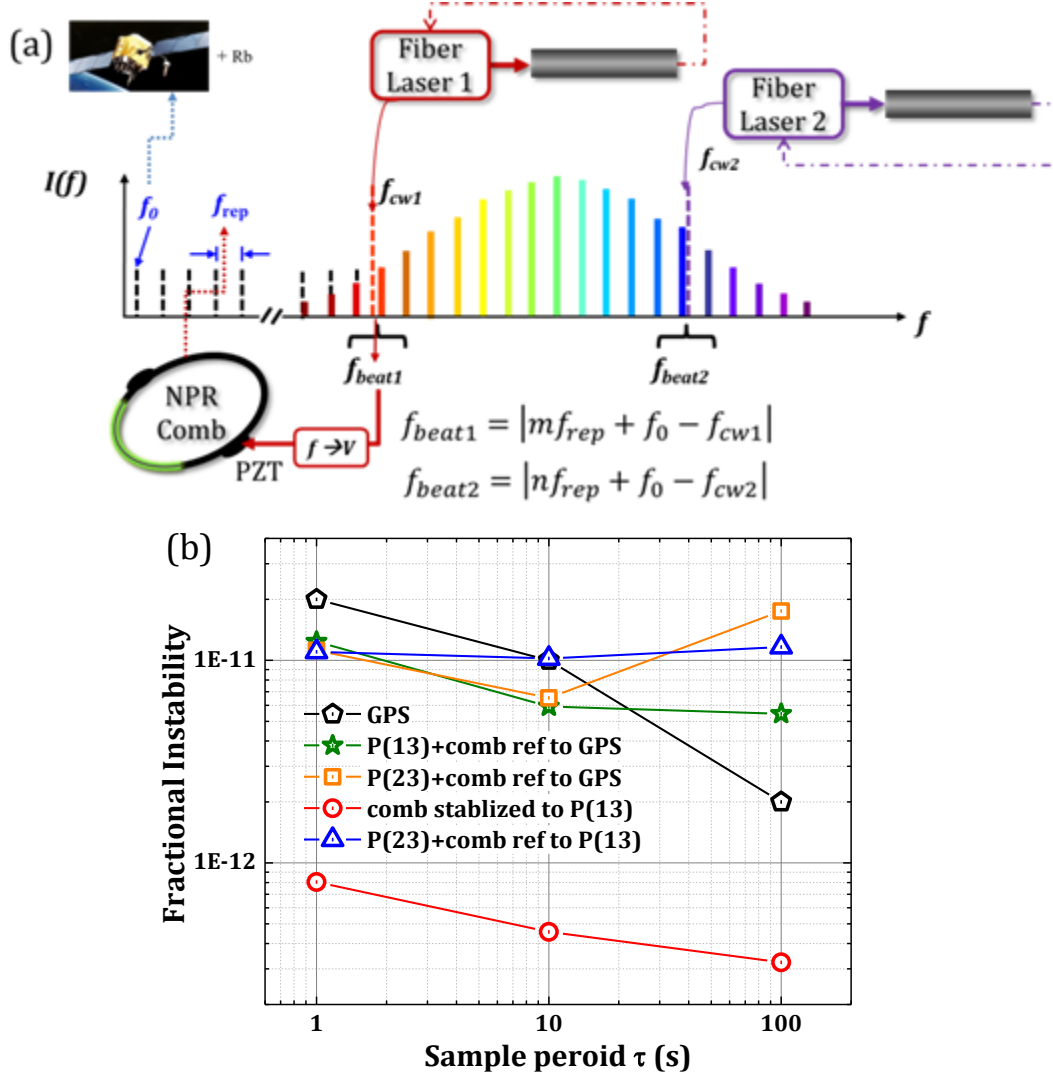 (a)
+ Rb
Fiber
Laser 1
Fiber
Laser 2
I(f)
f0
frep
fcw1
fcw2
//
f
fbeat1
fbeat2
NPR
Comb
PZT
f→V
fbeat1 = |mfrep + f0 − fcw1|
fbeat2 = |nfrep + f0 − fcw2|
(b)
Fractional Instability
1E-11
1E-12
GPS
P(13)+comb ref to GPS
P(23)+comb ref to GPS
comb stablized to P(13)
P(23)+comb ref to P(13)
1
10
100
Sample peroid τ (s)